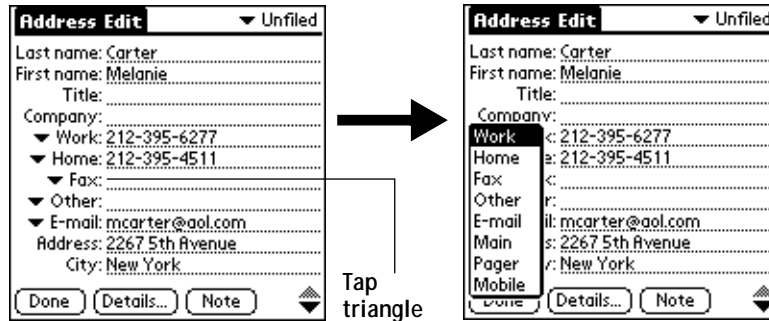 Address Edit ▼ Unfiled
Last name: Carter
First name: Melanie
Title:
Company:
▼ Work: 212-395-6277
▼ Home: 212-395-4511
▼ Fax:
▼ Other:
▼ E-mail: mcarter@aol.com
Address: 2267 5th Avenue
City: New York
Done Details... Note
Tap
triangle
Address Edit ▼ Unfiled
Last name: Carter
First name: Melanie
Title:
Company:
Work k: 212-395-6277
Home e: 212-395-4511
Fax x:
Other r:
E-mail il: mcarter@aol.com
Main s: 2267 5th Avenue
Pager y: New York
Mobile
Done Details... Note